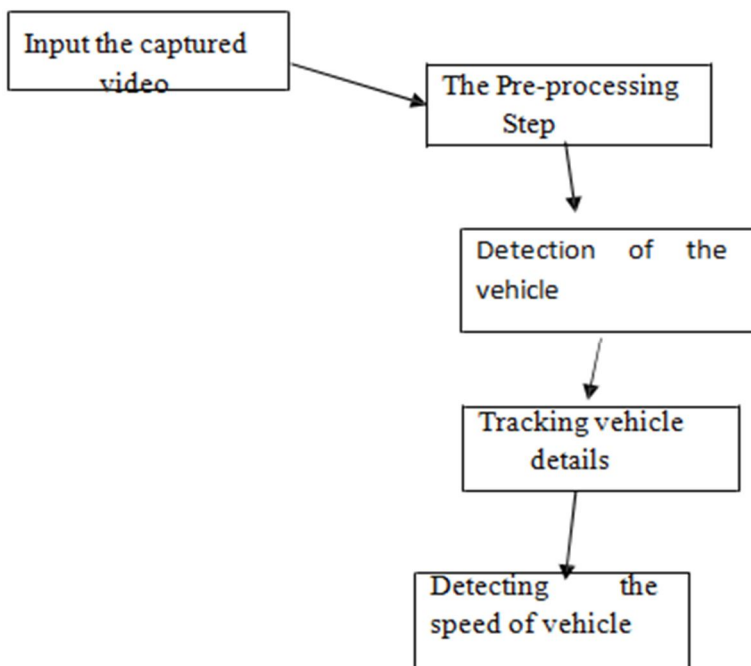 Input the captured
video
The Pre-processing
Step
Detection of the
vehicle
Tracking vehicle
details
Detecting the
speed of vehicle